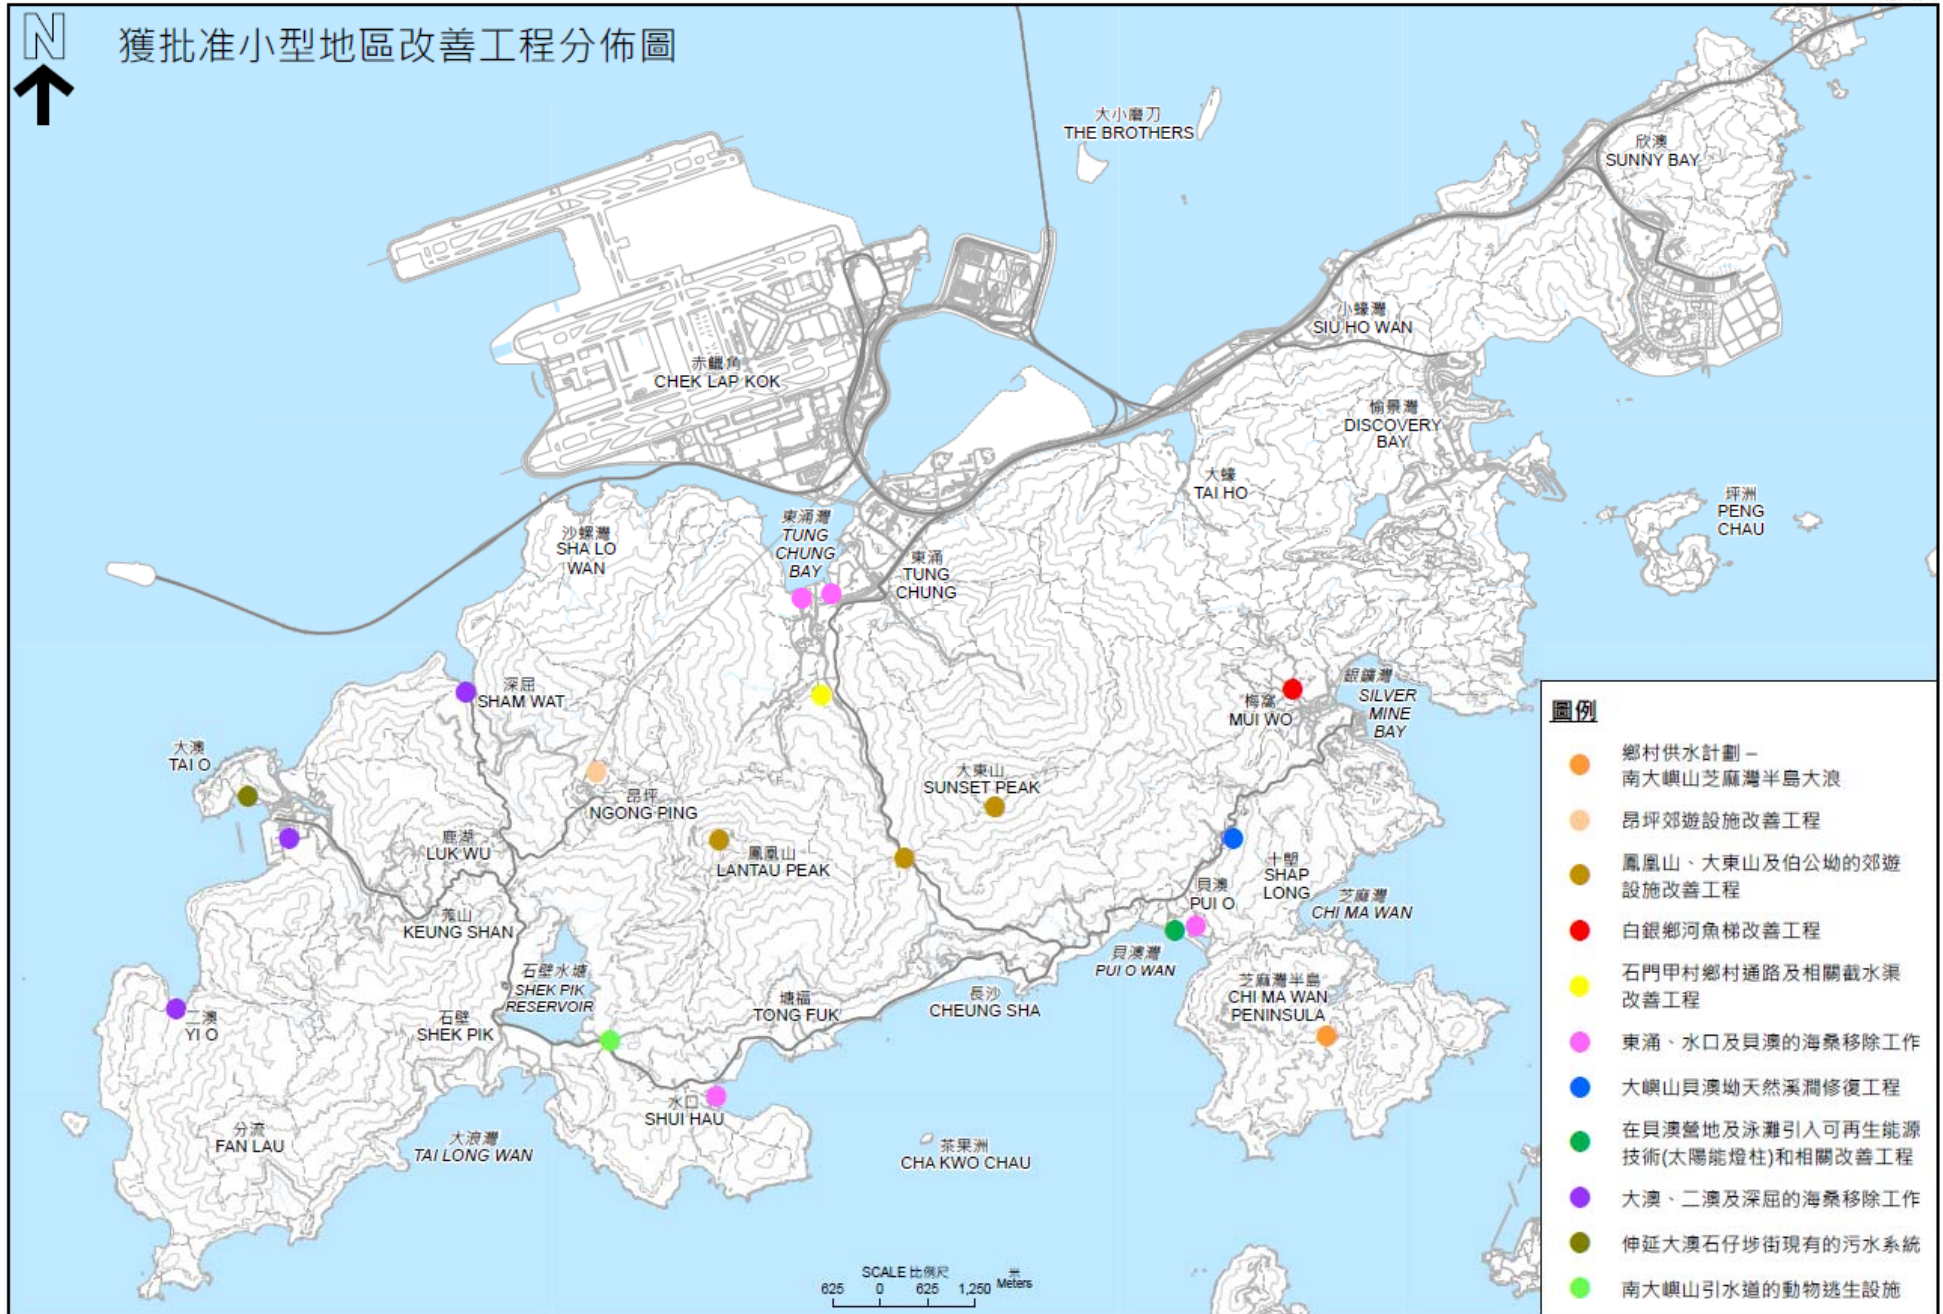 N
獲批准小型地區改善工程分佈圖
大小磨刀
THE BROTHERS
欣澳
SUNNY BAY
小蠔灣
SIU HO WAN
赤鱲角
CHEK LAP KOK
愉景灣
DISCOVERY
BAY
大蠔
TAI HO
坪洲
PENG
CHAU
東涌灣
TUNG
CHUNG
BAY
沙螺灣
SHA LO
WAN
東涌
TUNG
CHUNG
深屈
SHAM WAT
銀鑛灣
SILVER
MINE
BAY
梅窩
MUI WO
大澳
TAI O
大東山
SUNSET PEAK
昂坪
NGONG PING
鹿湖
LUK WU
鳳凰山
LANTAU PEAK
十塱
SHAP
LONG
貝澳
PUI O
芝麻灣
CHI MA WAN
羗山
KEUNG SHAN
貝澳灣
PUI O WAN
石壁水塘
SHEK PIK
RESERVOIR
芝麻灣半島
CHI MA WAN
PENINSULA
長沙
CHEUNG SHA
塘福
TONG FUK
二澳
YI O
石壁
SHEK PIK
水口
SHUI HAU
分流
FAN LAU
大浪灣
TAI LONG WAN
茶果洲
CHA KWO CHAU
SCALE 比例尺
625 0 625 1,250 米 Meters
圖例
鄉村供水計劃 –
南大嶼山芝麻灣半島大浪
昂坪郊遊設施改善工程
鳳凰山、大東山及伯公坳的郊遊
設施改善工程
白銀鄉河魚梯改善工程
石門甲村鄉村通路及相關截水渠
改善工程
東涌、水口及貝澳的海桑移除工作
大嶼山貝澳坳天然溪澗修復工程
在貝澳營地及泳灘引入可再生能源
技術(太陽能燈柱)和相關改善工程
大澳、二澳及深屈的海桑移除工作
伸延大澳石仔埗街現有的污水系統
南大嶼山引水道的動物逃生設施